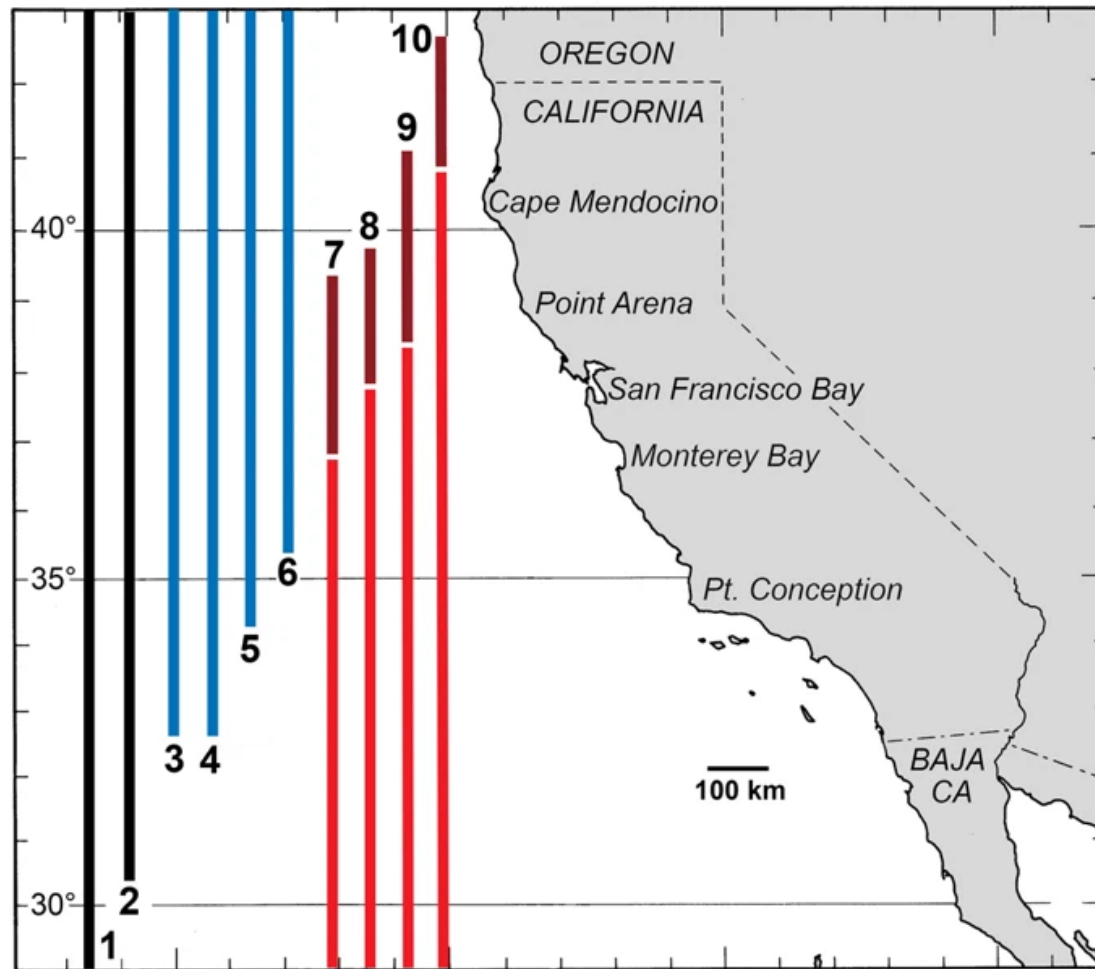 10
OREGON
CALIFORNIA
9
Cape Mendocino
40°
8
7
Point Arena
San Francisco Bay
Monterey Bay
35°
6
Pt. Conception
5
3
4
BAJA
CA
100 km
30°
2
1